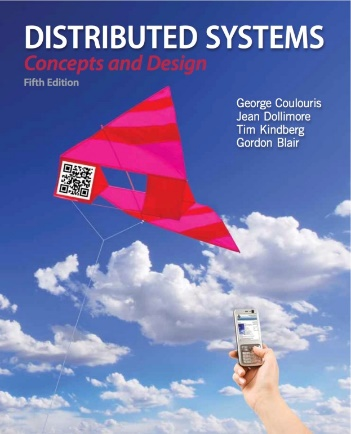 DISTRIBUTED SYSTEMS
Concepts and Design
Fifth Edition
George Coulouris
Jean Dollimore
Tim Kindberg
Gordon Blair